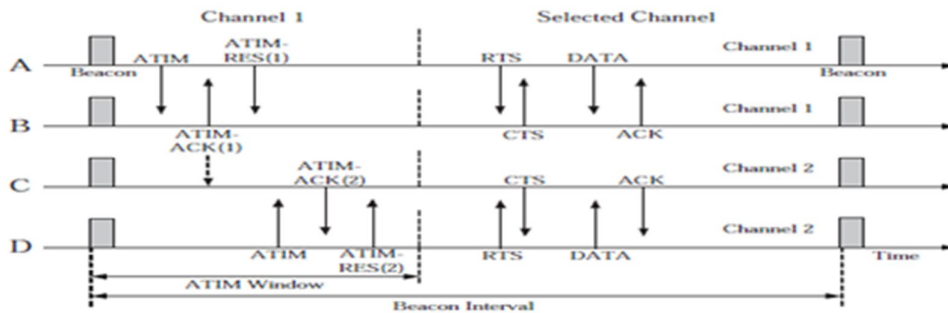 Channel 1 Selected Channel
ATIM-
A ATIM RES(1) RTS DATA Channel 1
Beacon Beacon
B Channel 1
ATIM-
ACK(1)
CTS ACK
ATIM-
ACK(2)
C CTS ACK Channel 2
D Channel 2
ATIM ATIM-
RES(2)
RTS DATA Time
ATIM Window
Beacon Interval